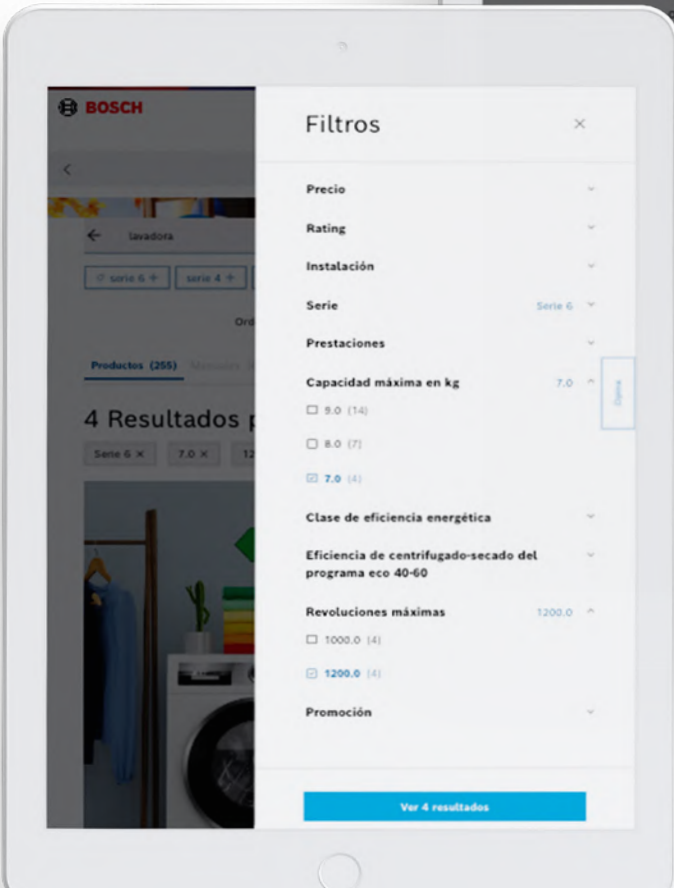 BOSCH
Filtros
Precio
Rating
lavadora
Instalación
serie 6 +
serie 4 +
Serie
Serie 6
Ord
Prestaciones
Productos (255)
Capacidad máxima en kg
7.0
9.0 (14)
4 Resultados p
8.0 (7)
Serie 6 ×
7.0 ×
12
7.0 (4)
Clase de eficiencia energética
Eficiencia de centrifugado-secado del
programa eco 40-60
Revoluciones máximas
1200.0
1000.0 (4)
1200.0 (4)
Promoción
Ver 4 resultados